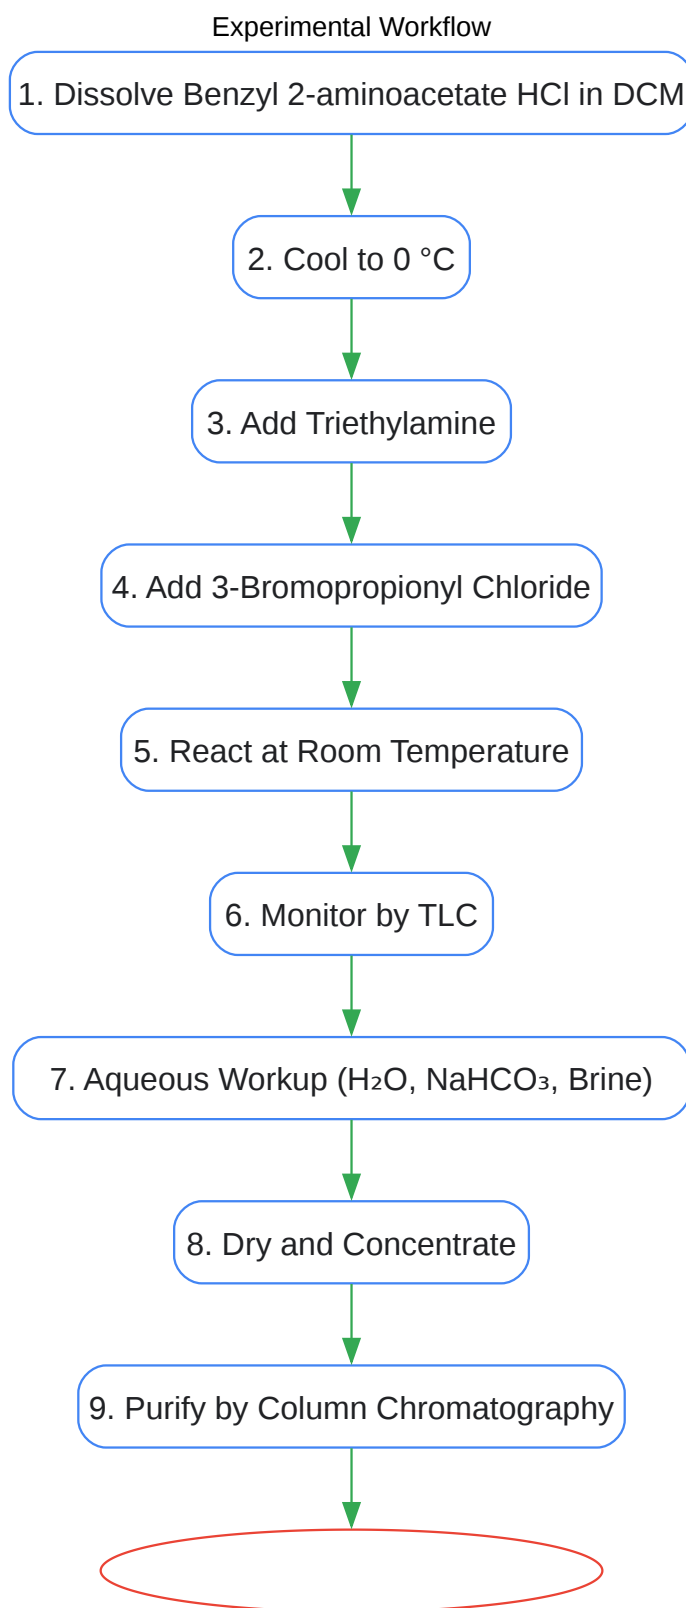 Experimental Workflow
1. Dissolve Benzyl 2-aminoacetate HCl in DCM
2. Cool to 0 °C
3. Add Triethylamine
4. Add 3-Bromopropionyl Chloride
5. React at Room Temperature
6. Monitor by TLC
7. Aqueous Workup (H₂O, NaHCO₃, Brine)
8. Dry and Concentrate
9. Purify by Column Chromatography